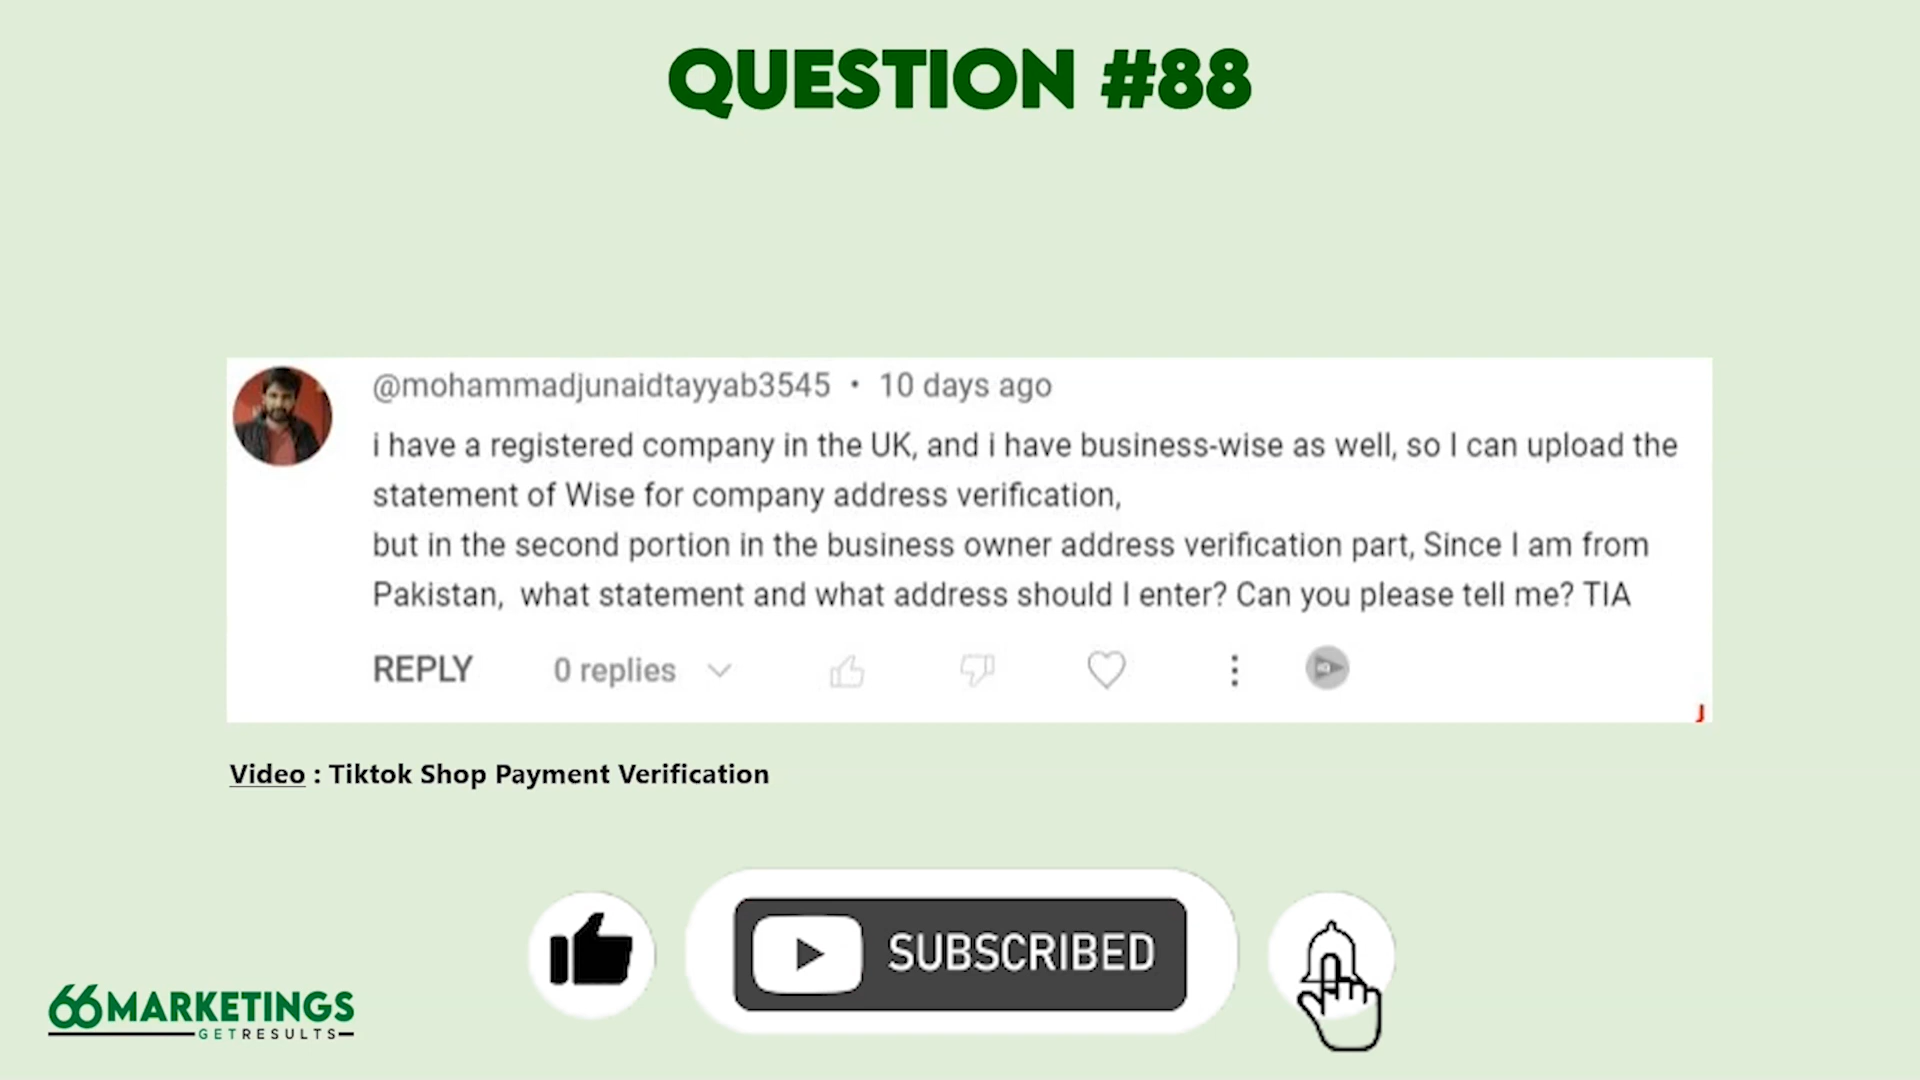 QUESTION #88
@mohammadjunaidtayyab3545 • 10 days ago
i have a registered company in the UK, and i have business-wise as well, so I can upload the
statement of Wise for company address verification,
but in the second portion in the business owner address verification part, Since I am from
Pakistan, what statement and what address should I enter? Can you please tell me? TIA
REPLY 0 replies
J
Video : Tiktok Shop Payment Verification
SUBSCRIBED
66MARKETINGS
GETRESULTS